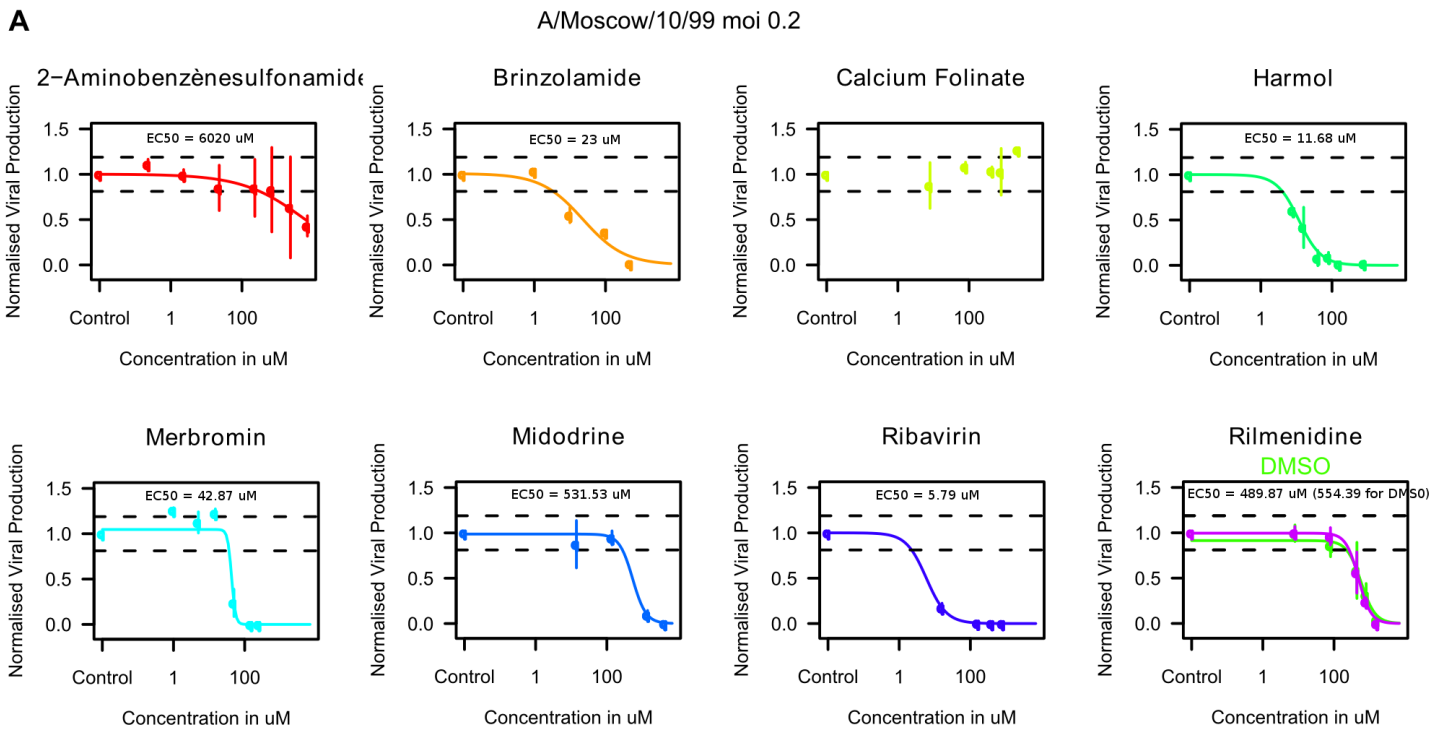 A
A/Moscow/10/99 moi 0.2
2−Aminobenzènesulfonamide
Normalised Viral Production
1.5
1.0
0.5
0.0
EC50 = 6020 uM
Control
1
100
Concentration in uM
Brinzolamide
Normalised Viral Production
1.5
1.0
0.5
0.0
EC50 = 23 uM
Control
1
100
Concentration in uM
Calcium Folinate
Normalised Viral Production
1.5
1.0
0.5
0.0
Control
1
100
Concentration in uM
Harmol
Normalised Viral Production
1.5
1.0
0.5
0.0
EC50 = 11.68 uM
Control
1
100
Concentration in uM
Merbromin
Normalised Viral Production
1.5
1.0
0.5
0.0
EC50 = 42.87 uM
Control
1
100
Concentration in uM
Midodrine
Normalised Viral Production
1.5
1.0
0.5
0.0
EC50 = 531.53 uM
Control
1
100
Concentration in uM
Ribavirin
Normalised Viral Production
1.5
1.0
0.5
0.0
EC50 = 5.79 uM
Control
1
100
Concentration in uM
Rilmenidine
DMSO
Normalised Viral Production
1.5
1.0
0.5
0.0
EC50 = 489.87 uM (554.39 for DMS0)
Control
1
100
Concentration in uM